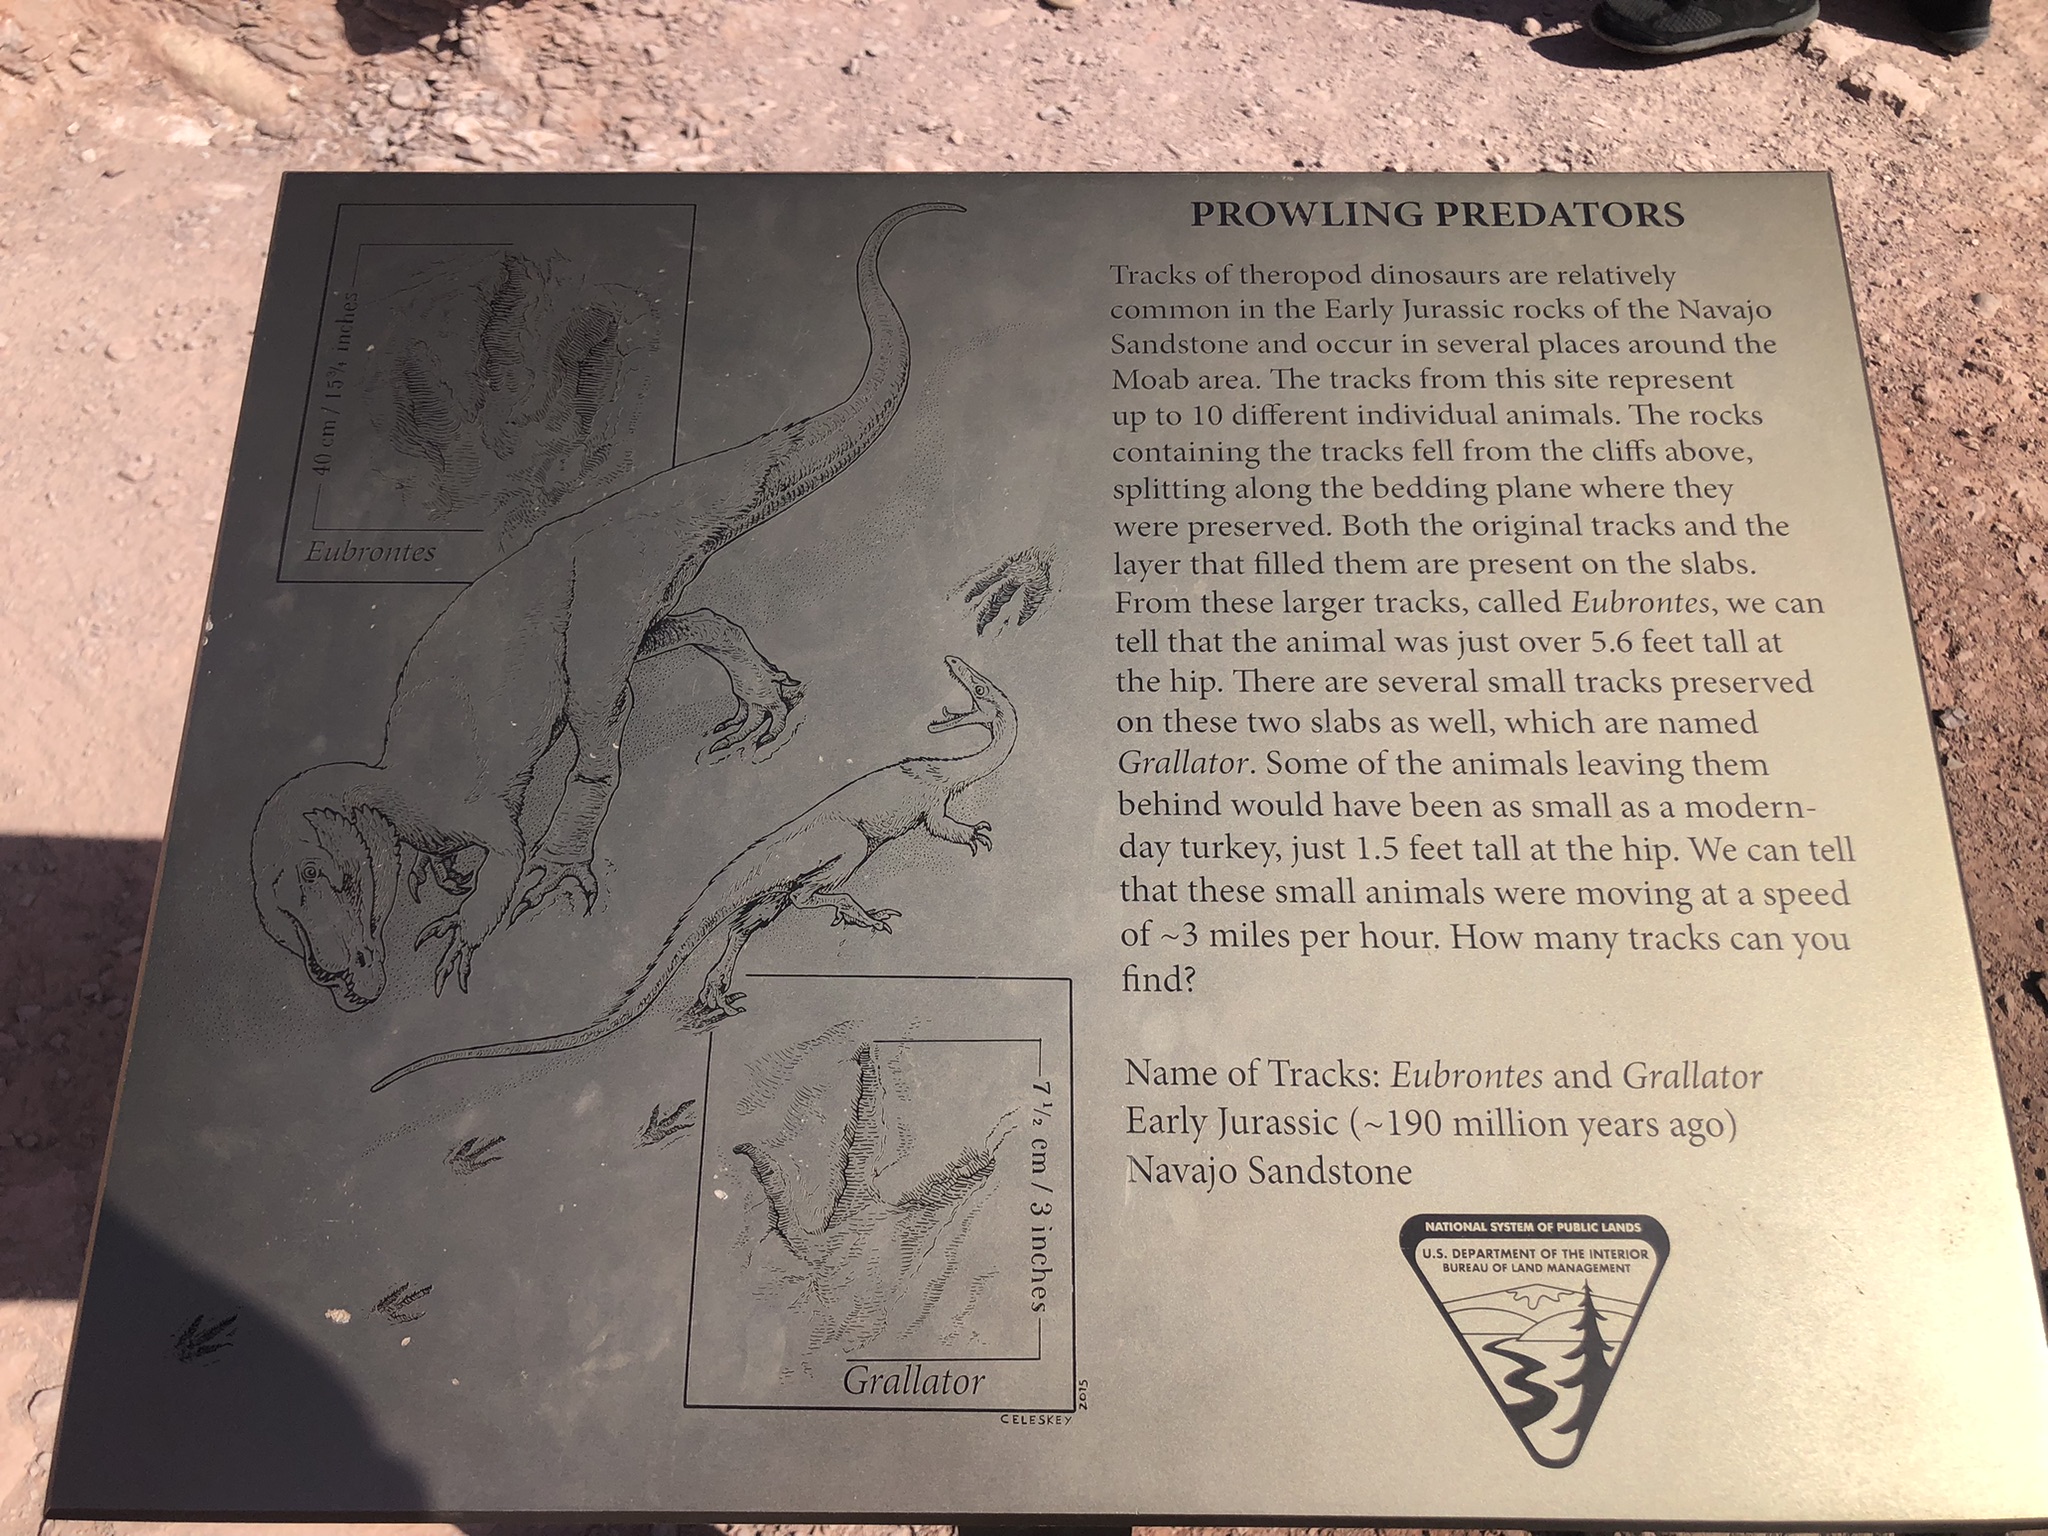 40 cm / 15 ¾ inches
Eubrontes
PROWLING PREDATORS
Tracks of theropod dinosaurs are relatively
common in the Early Jurassic rocks of the Navajo
Sandstone and occur in several places around the
Moab area. The tracks from this site represent
up to 10 different individual animals. The rocks
containing the tracks fell from the cliffs above,
splitting along the bedding plane where they
were preserved. Both the original tracks and the
layer that filled them are present on the slabs.
From these larger tracks, called Eubrontes, we can
tell that the animal was just over 5.6 feet tall at
the hip. There are several small tracks preserved
on these two slabs as well, which are named
Grallator. Some of the animals leaving them
behind would have been as small as a modern-
day turkey, just 1.5 feet tall at the hip. We can tell
that these small animals were moving at a speed
of ~3 miles per hour. How many tracks can you
find?
Name of Tracks: Eubrontes and Grallator
Early Jurassic (~190 million years ago)
Navajo Sandstone
7 ½ cm / 3 inches
Grallator
CELESKEY 2015
NATIONAL SYSTEM OF PUBLIC LANDS
U.S. DEPARTMENT OF THE INTERIOR
BUREAU OF LAND MANAGEMENT